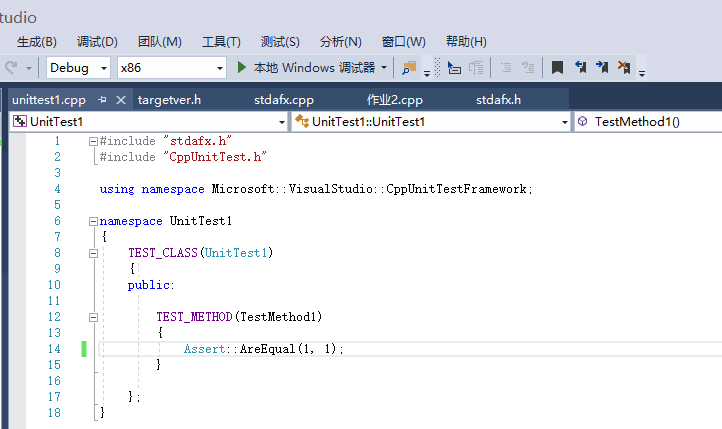 tudio
生成(B) 调试(D) 团队(M) 工具(T) 测试(S) 分析(N) 窗口(W) 帮助(H)
Debug x86 本地 Windows 调试器
unittest1.cpp targetver.h stdafx.cpp 作业2.cpp stdafx.h
UnitTest1 UnitTest1::UnitTest1 TestMethod1()
1 #include "stdafx.h"
2 #include "CppUnitTest.h"
3
4 using namespace Microsoft::VisualStudio::CppUnitTestFramework;
5
6 namespace UnitTest1
7 {
8 TEST_CLASS(UnitTest1)
9 {
10 public:
11
12 TEST_METHOD(TestMethod1)
13 {
14 Assert::AreEqual(1, 1);
15 }
16
17 };
18 }